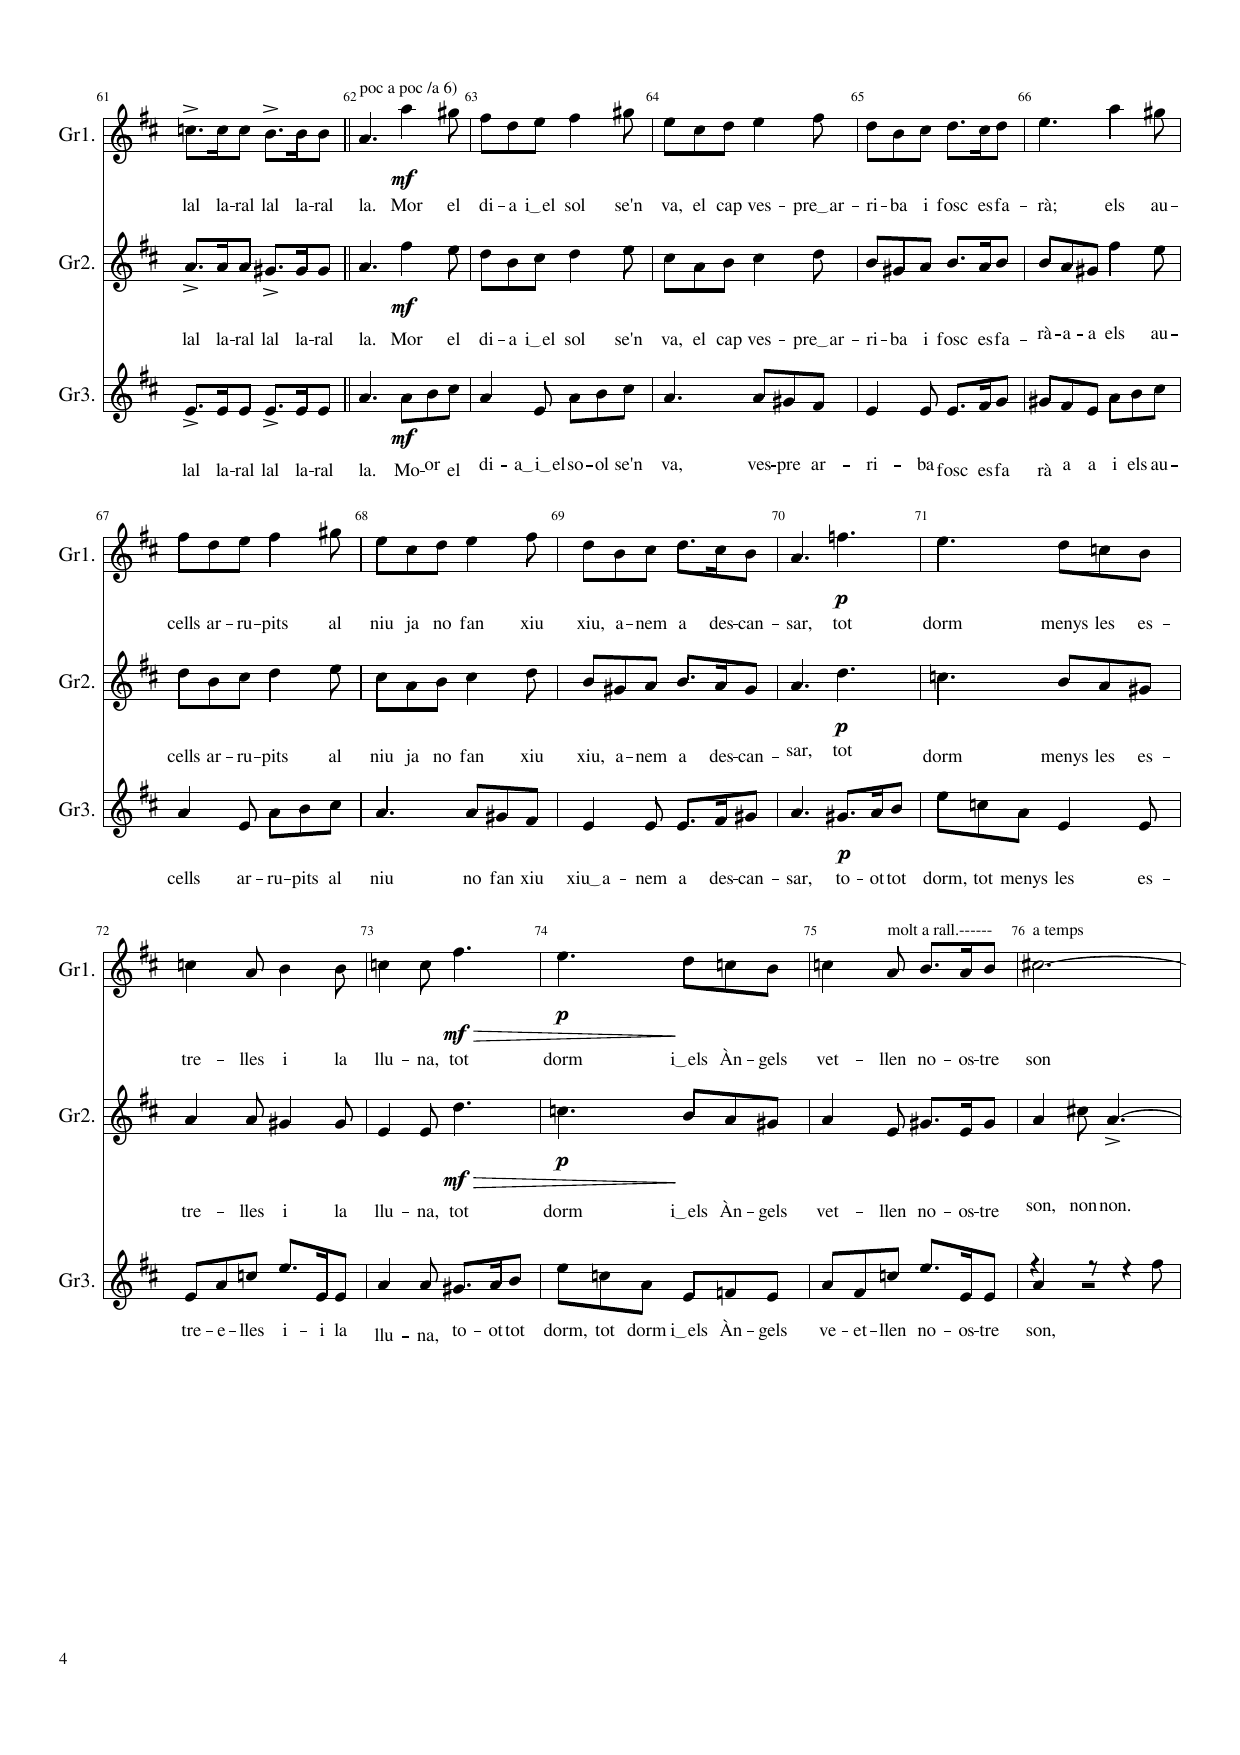 61 62 poc a poc /a 6) 63 64 65 66
Gr1.
mf
lal la-ral lal la-ral la. Mor el di – a i‿el sol se'n va, el cap ves – pre‿ar – ri – ba i fosc es fa – rà; els au –
Gr2.
mf
lal la-ral lal la-ral la. Mor el di – a i‿el sol se'n va, el cap ves – pre‿ar – ri – ba i fosc es fa – rà – a – a els au –
Gr3.
mf
lal la-ral lal la-ral la. Mo-or el di – a‿i‿el so – ol se'n va, ves-pre ar – ri – ba fosc es fa rà a a i els au –
67 68 69 70 71
Gr1.
p
cells ar – ru – pits al niu ja no fan xiu xiu, a – nem a des-can – sar, tot dorm menys les es –
Gr2.
p
cells ar – ru – pits al niu ja no fan xiu xiu, a – nem a des-can – sar, tot dorm menys les es –
Gr3.
p
cells ar – ru – pits al niu no fan xiu xiu‿a – nem a des-can – sar, to – ot tot dorm, tot menys les es –
72 73 74 75 molt a rall.------ 76 a temps
Gr1.
mf p
tre – lles i la llu – na, tot dorm i‿els Àn – gels vet – llen no – os-tre son
Gr2.
mf p
tre – lles i la llu – na, tot dorm i‿els Àn – gels vet – llen no – os-tre son, non non.
Gr3.
tre – e – lles i – i la llu – na, to – ot tot dorm, tot dorm i‿els Àn – gels ve – et – llen no – os-tre son,
4